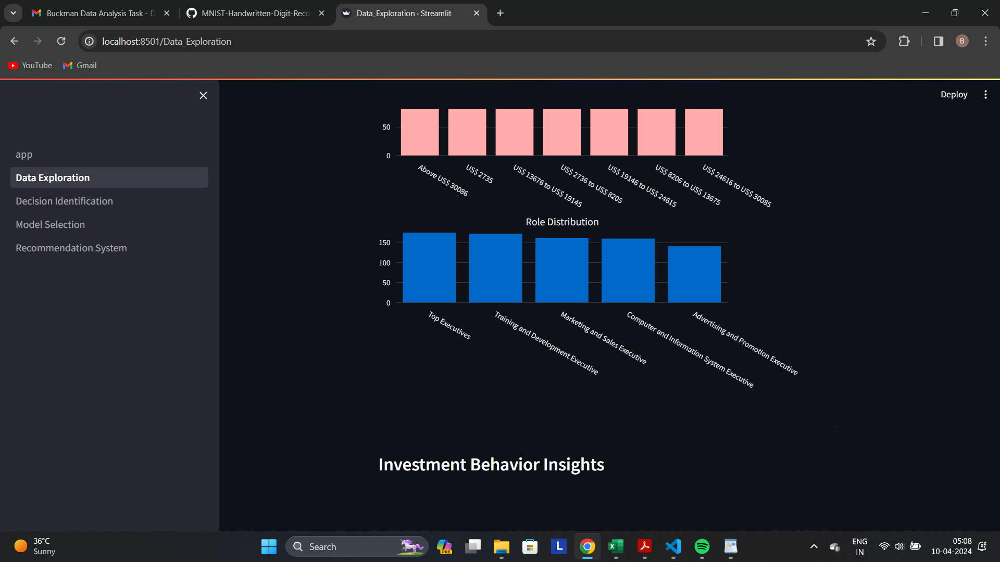 Buckman Data Analysis Task - D
MNIST-Handwritten-Digit-Reco
Data_Exploration · Streamlit
localhost:8501/Data_Exploration
B
YouTube
Gmail
Deploy
app
Data Exploration
Decision Identification
Model Selection
Recommendation System
50
0
Above US$ 30086
US$ 2735
US$ 13676 to US$ 19145
US$ 2736 to US$ 8205
US$ 19146 to US$ 24615
US$ 8206 to US$ 13675
US$ 24616 to US$ 30085
Role Distribution
150
100
50
0
Top Executives
Training and Development Executive
Marketing and Sales Executive
Computer and Information System Executive
Advertising and Promotion Executive
Investment Behavior Insights
36°C
Sunny
Search
PRE
L
ENG
IN
05:08
10-04-2024